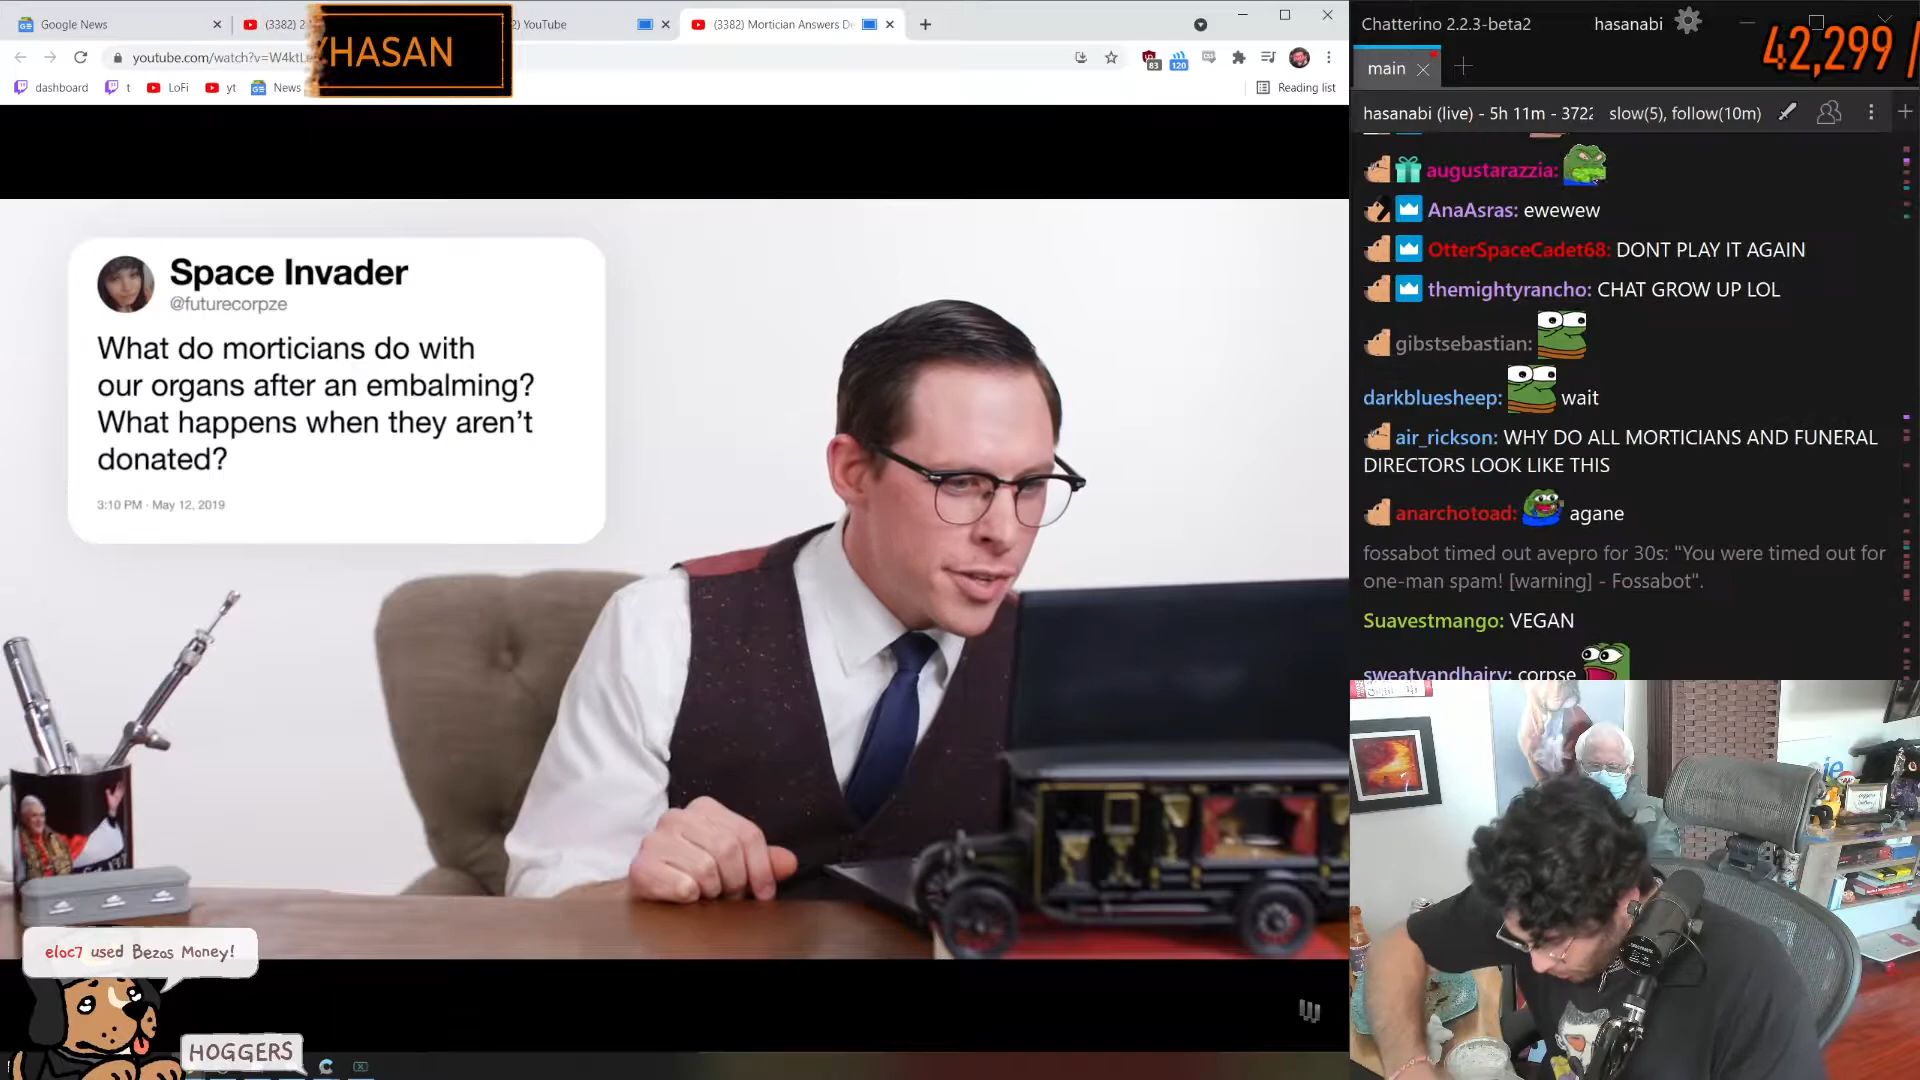 Google News
(3382) 2
YouTube
(3382) Mortician Answers De
/HASAN
youtube.com/watch?v=W4ktL
83
120
dashboard
t
LoFi
yt
News
Reading list
Space Invader
@futurecorpze
What do morticians do with
our organs after an embalming?
What happens when they aren't
donated?
3:10 PM · May 12, 2019
eloc7 used Bezos Money!
HOGGERS
Chatterino 2.2.3-beta2
hasanabi
42,299 /
main
hasanabi (live) - 5h 11m - 3722
slow(5), follow(10m)
augustarazzia:
AnaAsras: ewewew
OtterSpaceCadet68: DONT PLAY IT AGAIN
themightyrancho: CHAT GROW UP LOL
gibstsebastian:
darkbluesheep: wait
air_rickson: WHY DO ALL MORTICIANS AND FUNERAL
DIRECTORS LOOK LIKE THIS
anarchotoad: agane
fossabot timed out avepro for 30s: "You were timed out for
one-man spam! [warning] - Fossabot".
Suavestmango: VEGAN
sweatyandhairy: corpse